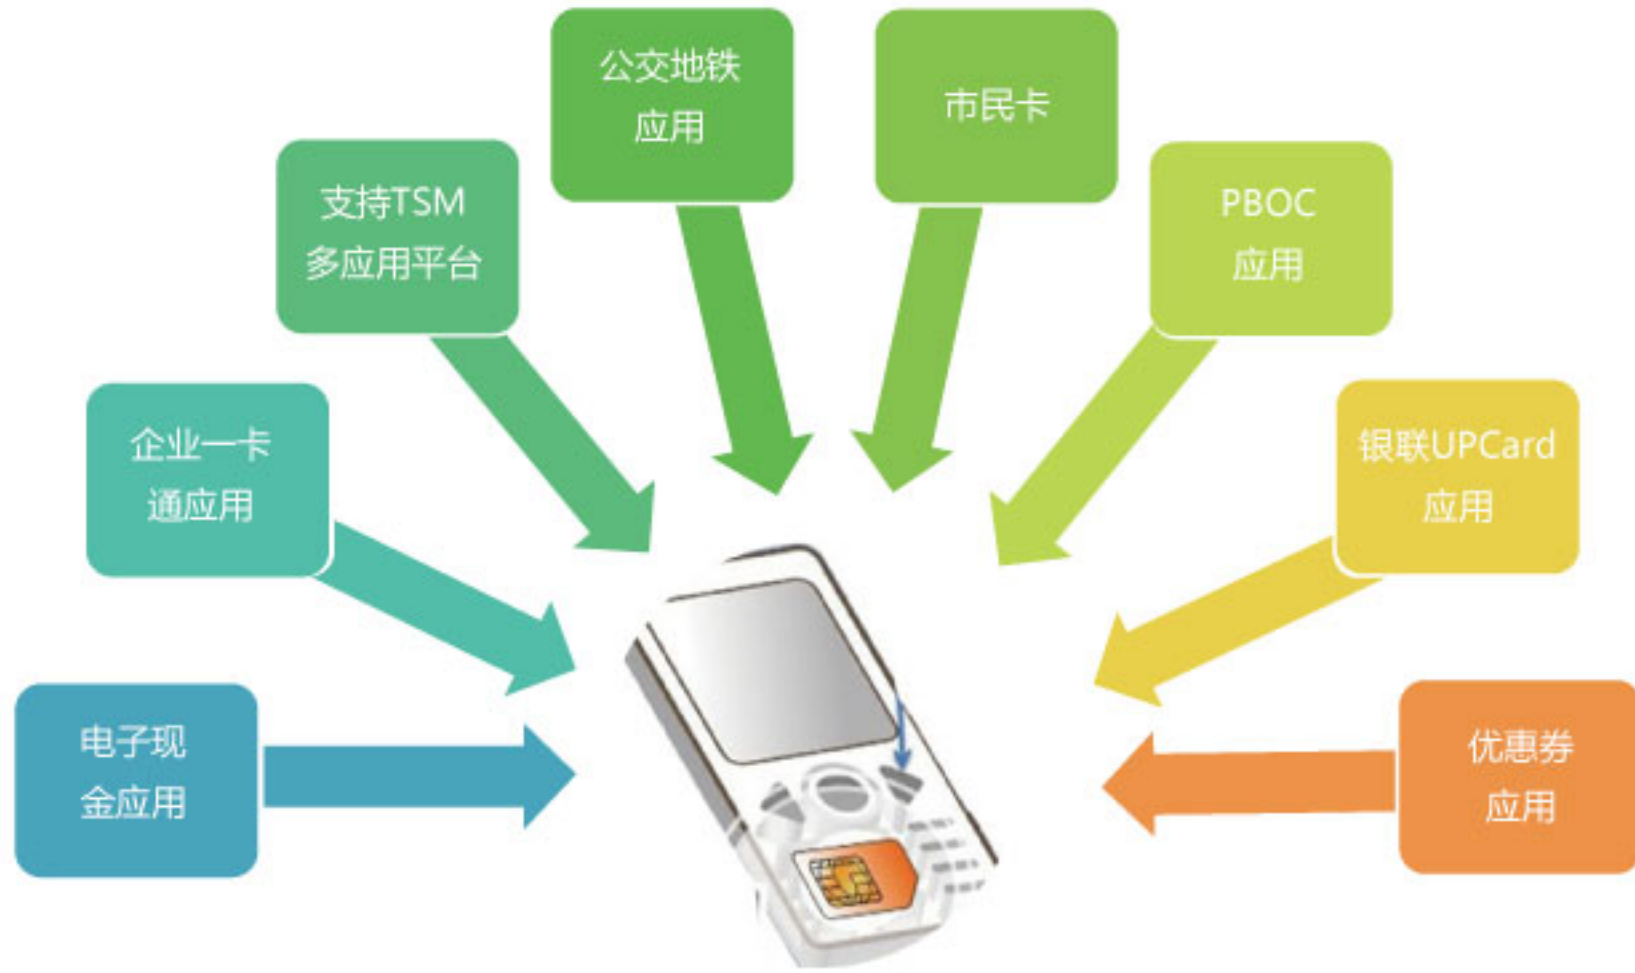 公交地铁
应用
市民卡
支持TSM
多应用平台
PBOC
应用
企业一卡
通应用
银联UPCard
应用
电子现
金应用
优惠券
应用